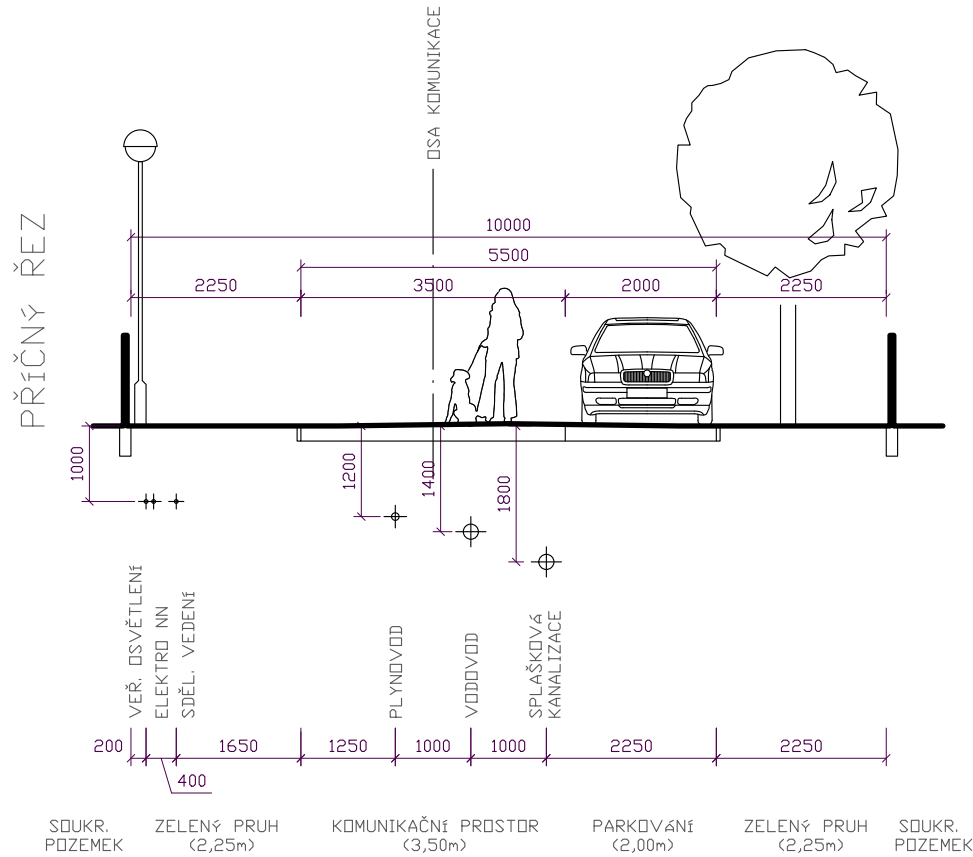 PŘÍČNÝ ŘEZ
OSA KOMUNIKACE
10000
5500
2250
3500
2000
2250
1000
1200
1400
1800
VEŘ. OSVĚTLENÍ
ELEKTRO NN
SDĚL. VEDENÍ
PLYNOVOD
VODOVOD
SPLAŠKOVÁ
KANALIZACE
200
1650
1250
1000
1000
2250
2250
400
SOUKR.
POZEMEK
ZELENÝ PRUH
(2,25m)
KOMUNIKAČNÍ PROSTOR
(3,50m)
PARKOVÁNÍ
(2,00m)
ZELENÝ PRUH
(2,25m)
SOUKR.
POZEMEK